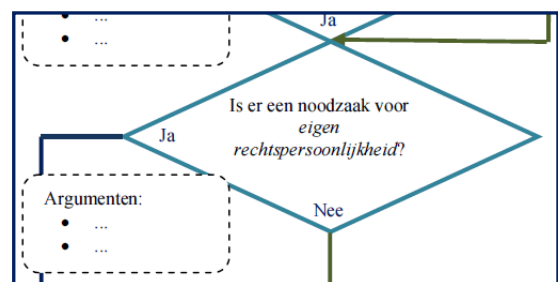 • ...
• ...
Ja
Is er een noodzaak voor
eigen
rechtspersoonlijkheid?
Ja
Nee
Argumenten:
• ...
• ...